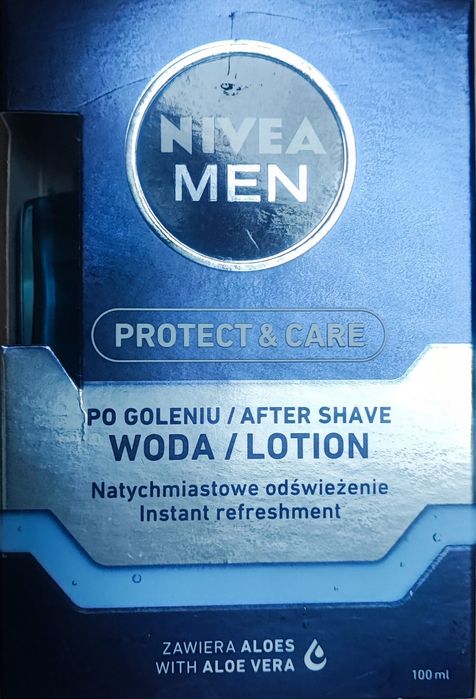 NIVEA
MEN
PROTECT & CARE
PO GOLENIU / AFTER SHAVE
WODA / LOTION
Natychmiastowe odświeżenie
Instant refreshment
ZAWIERA ALOES
WITH ALOE VERA
100 ml